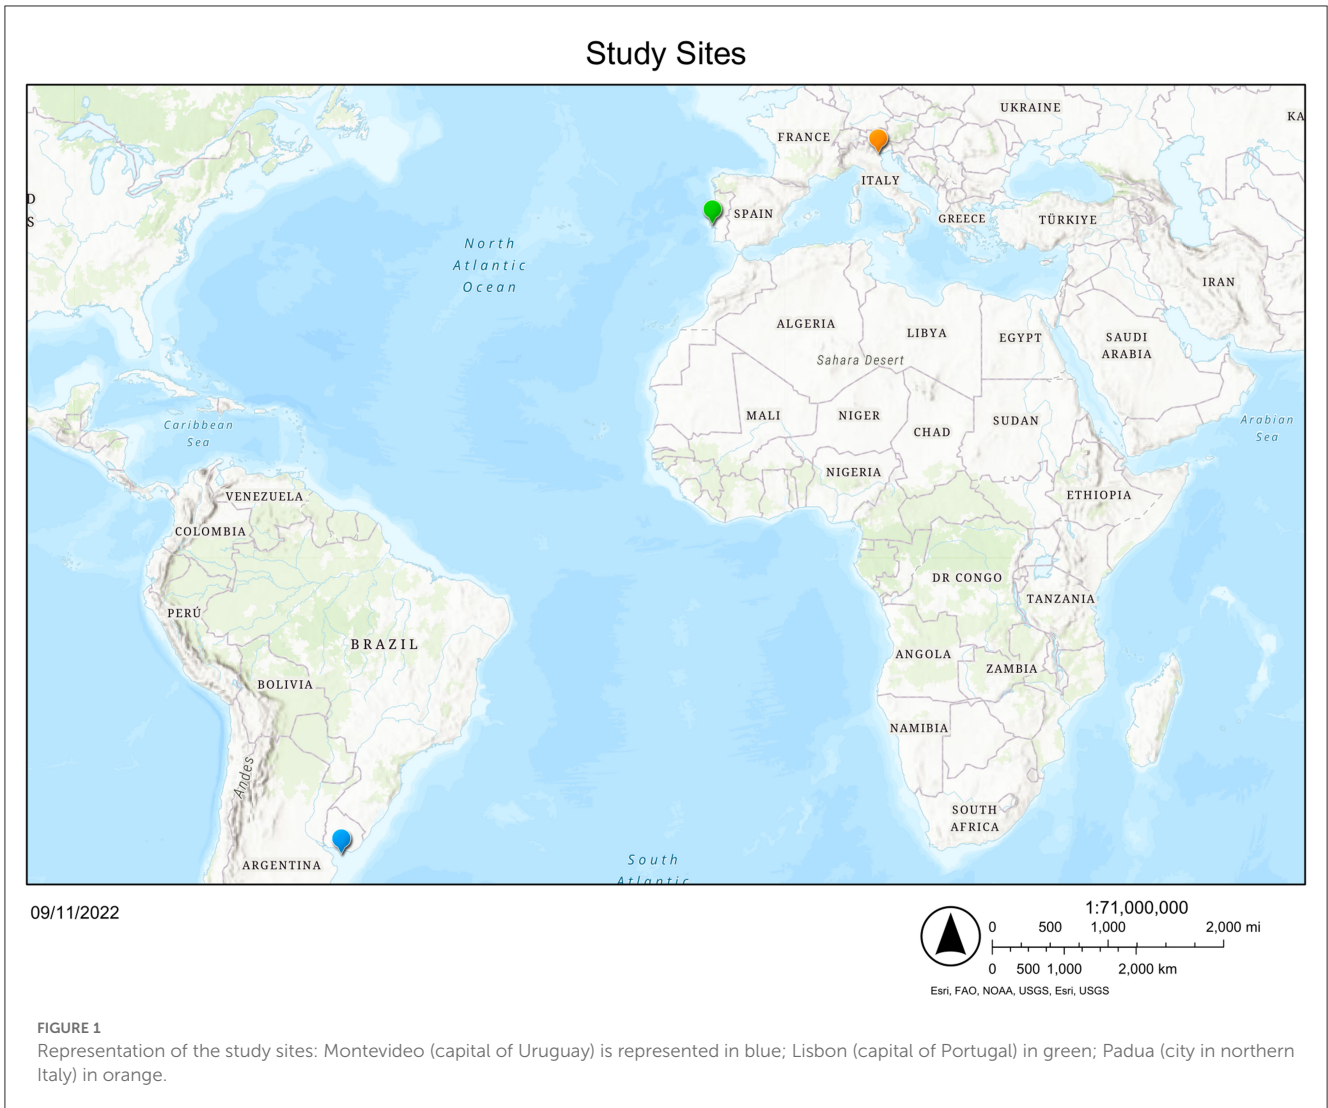 Study Sites
UKRAINE
KA
FRANCE
ITALY
D
S
SPAIN
GREECE
TÜRKIYE
North
Atlantic
Ocean
IRAN
ALGERIA
LIBYA
EGYPT
SAUDI
ARABIA
Sahara Desert
MALI
NIGER
CHAD
SUDAN
Caribbean
Sea
Arabian
Sea
NIGERIA
VENEZUELA
ETHIOPIA
COLOMBIA
DR CONGO
PERÚ
TANZANIA
BRAZIL
ANGOLA
ZAMBIA
BOLIVIA
NAMIBIA
Andes
SOUTH
AFRICA
ARGENTINA
South
Atlantic
09/11/2022
1:71,000,000
0 500 1,000 2,000 mi
0 500 1,000 2,000 km
Esri, FAO, NOAA, USGS, Esri, USGS
FIGURE 1
Representation of the study sites: Montevideo (capital of Uruguay) is represented in blue; Lisbon (capital of Portugal) in green; Padua (city in northern
Italy) in orange.